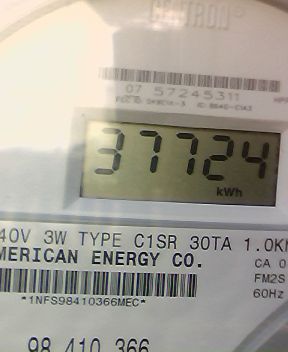 CENTRON®
07 57245311
37724
kWh
40V 3W TYPE C1SR 30TA 1.0K
MERICAN ENERGY CO.
CA 0
FM2S
60Hz
*1NFS98410366MEC*
98 410 366